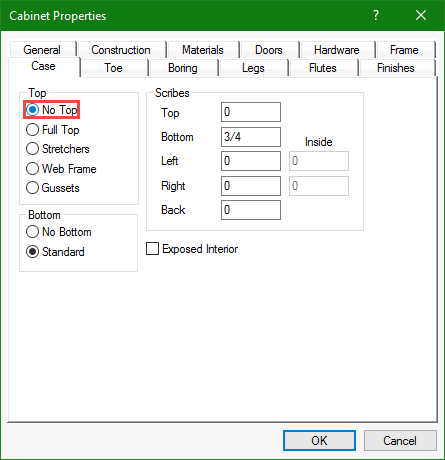 Cabinet Properties ? ×
General Construction Materials Doors Hardware Frame
Case Toe Boring Legs Flutes Finishes
Top
No Top
Full Top
Stretchers
Web Frame
Gussets
Bottom
No Bottom
Standard
Scribes
Top 0
Bottom 3/4 Inside
Left 0 0
Right 0 0
Back 0
Exposed Interior
OK Cancel